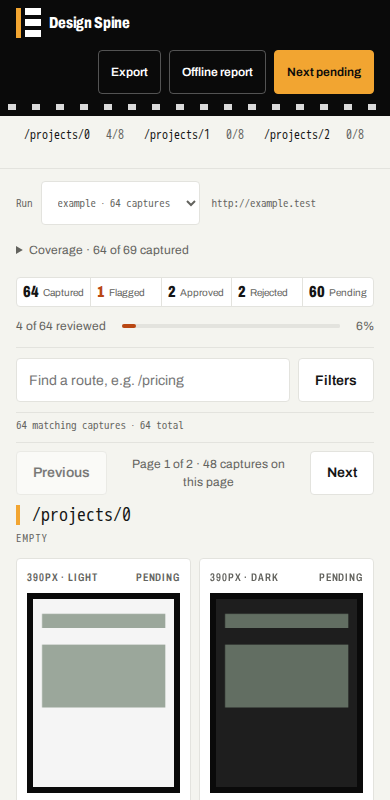 Design Spine
Export
Offline report
Next pending
/projects/0 4/8 /projects/1 0/8 /projects/2 0/8
Run example · 64 captures http://example.test
Coverage · 64 of 69 captured
64 Captured 1 Flagged 2 Approved 2 Rejected 60 Pending
4 of 64 reviewed 6%
Find a route, e.g. /pricing
Filters
64 matching captures · 64 total
Previous
Page 1 of 2 · 48 captures on
this page
Next
/projects/0
EMPTY
390PX · LIGHT PENDING
390PX · DARK PENDING